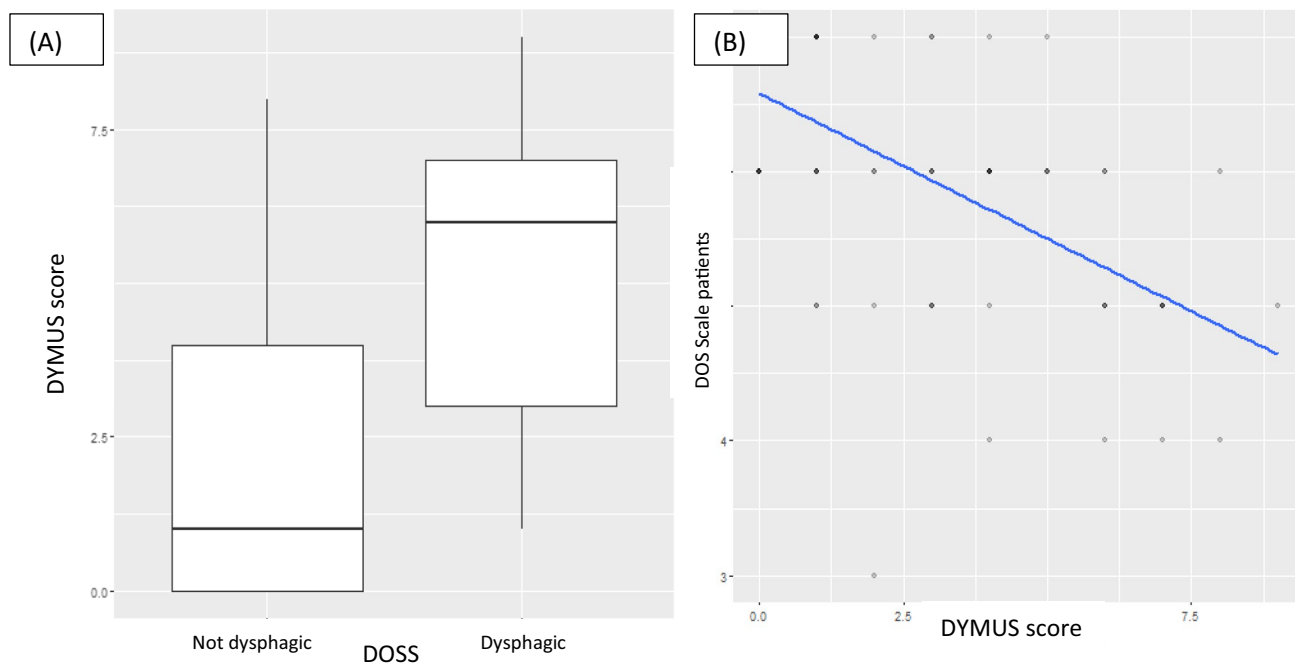 (A)
7.5
DYMUS score
2.5
0.0
Not dysphagic
Dysphagic
DOSS
(B)
DOS Scale patients
4
3
0.0
2.5
7.5
DYMUS score